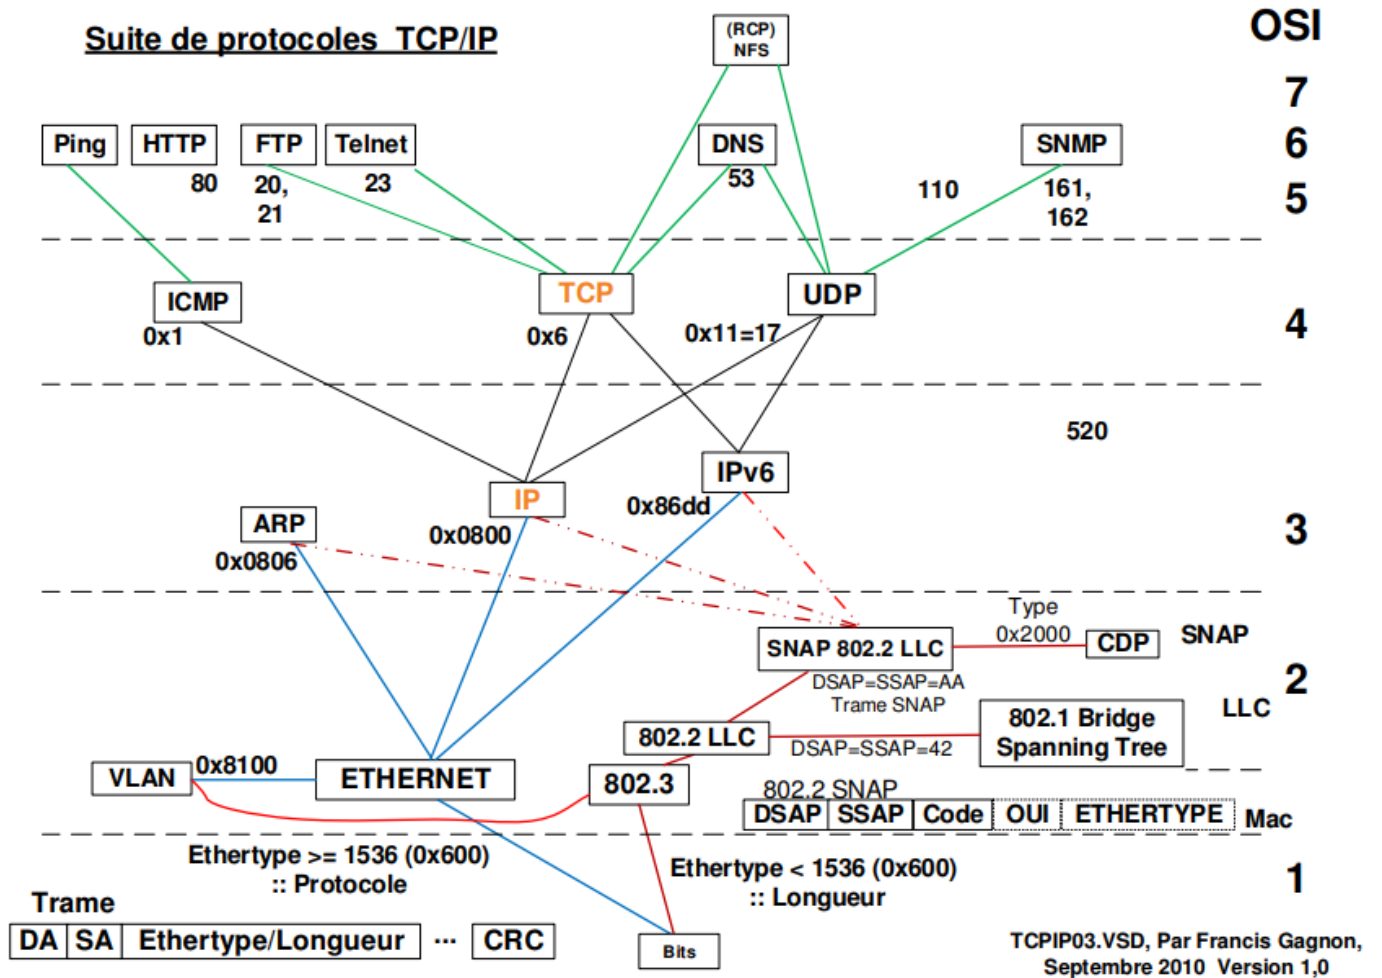 Suite de protocoles TCP/IP
OSI
(RCP)
NFS
7
Ping
HTTP
FTP
Telnet
DNS
SNMP
6
80
20,
21
23
53
110
161,
162
5
ICMP
TCP
UDP
0x1
0x6
0x11=17
4
520
IPv6
IP
0x86dd
ARP
0x0800
0x0806
3
Type
0x2000
SNAP 802.2 LLC
CDP
SNAP
DSAP=SSAP=AA
Trame SNAP
2
LLC
802.2 LLC
DSAP=SSAP=42
802.1 Bridge
Spanning Tree
VLAN
0x8100
ETHERNET
802.3
802.2 SNAP
DSAP SSAP Code OUI ETHERTYPE
Mac
Ethertype >= 1536 (0x600)
:: Protocole
Ethertype < 1536 (0x600)
:: Longueur
1
Trame
DA SA Ethertype/Longueur ... CRC
Bits
TCPIP03.VSD, Par Francis Gagnon,
Septembre 2010 Version 1,0